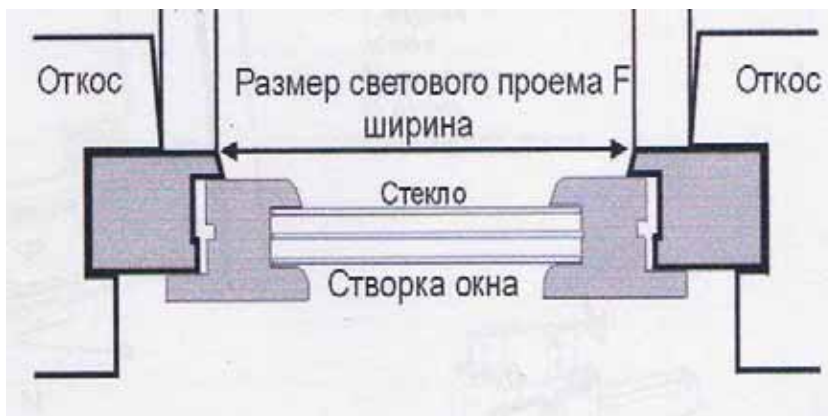 Откос
Размер светового проема F
ширина
Откос
Стекло
Створка окна